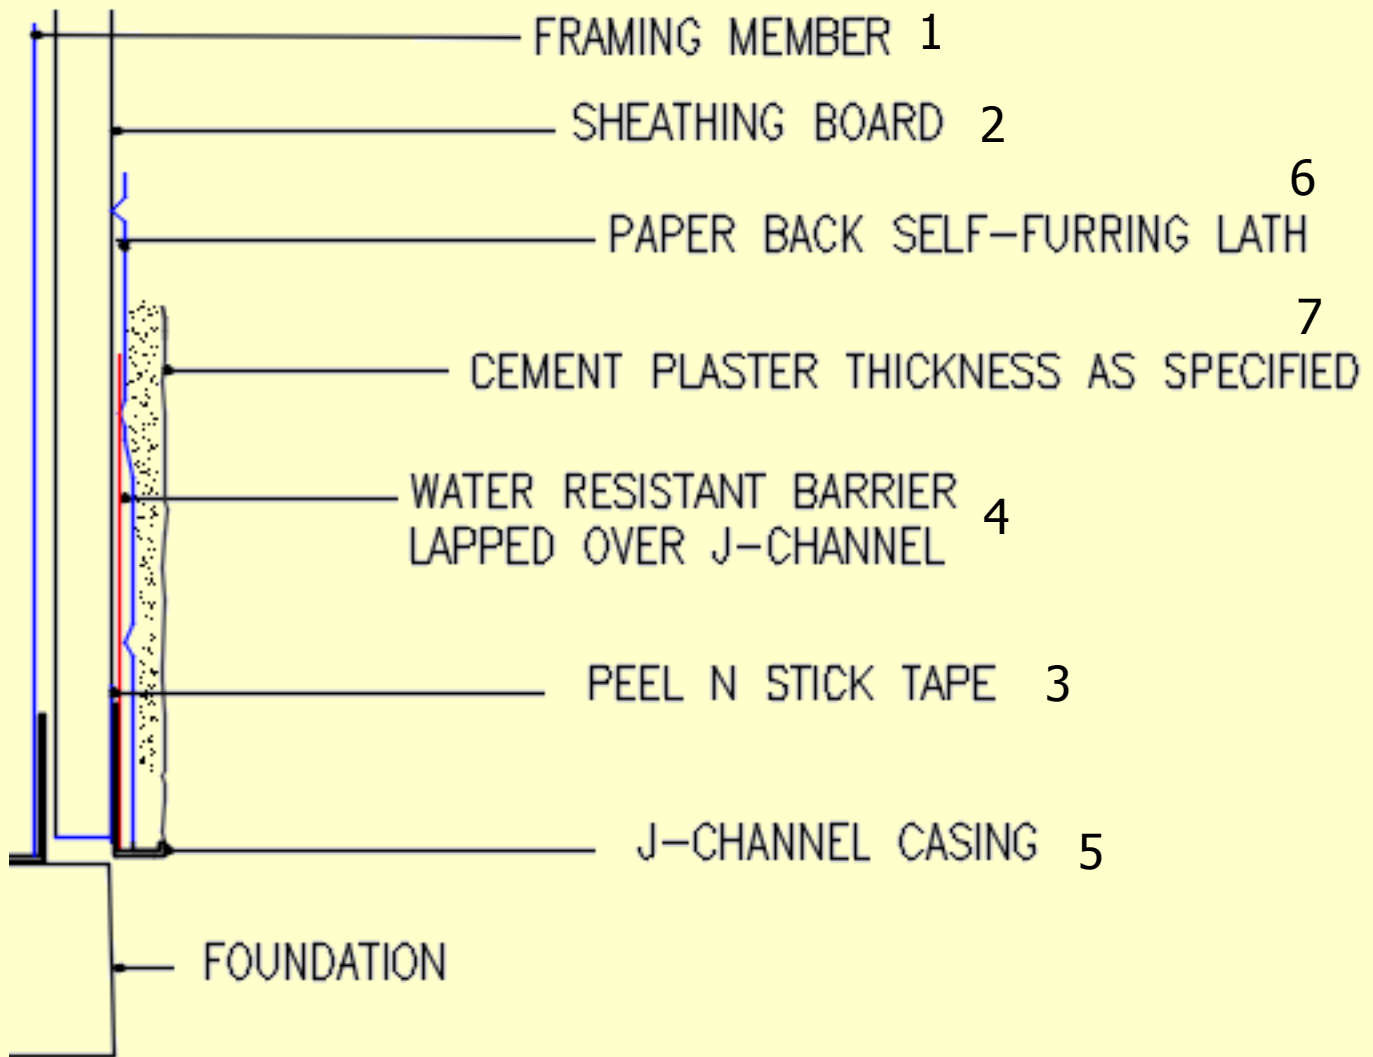 FRAMING MEMBER 1
SHEATHING BOARD 2
6
PAPER BACK SELF-FURRING LATH
7
CEMENT PLASTER THICKNESS AS SPECIFIED
WATER RESISTANT BARRIER
LAPPED OVER J-CHANNEL 4
PEEL N STICK TAPE 3
J-CHANNEL CASING 5
FOUNDATION